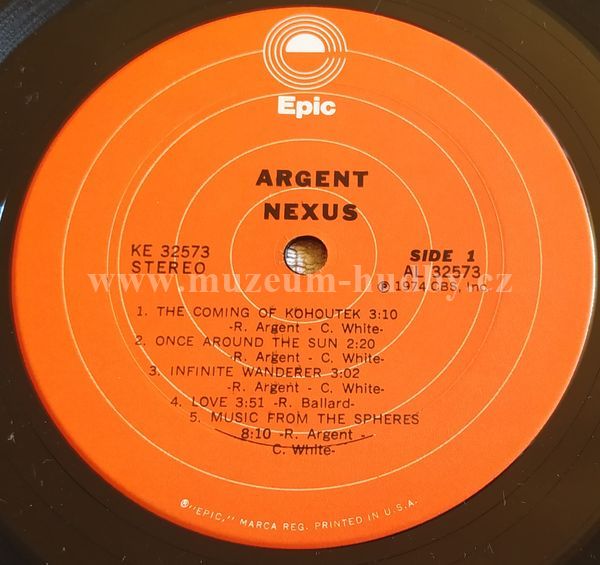 Epic
ARGENT
NEXUS
KE 32573
STEREO
SIDE 1
AL 32573
℗ 1974 CBS, Inc.
www.muzeum-hudby.cz
1. THE COMING OF KOHOUTEK 3:10
-R. Argent - C. White-
2. ONCE AROUND THE SUN 2:20
-R. Argent - C. White-
3. INFINITE WANDERER 3:02
-R. Argent - C. White-
4. LOVE 3:51 -R. Ballard-
5. MUSIC FROM THE SPHERES
8:10 -R. Argent -
C. White-
®"EPIC," MARCA REG. PRINTED IN U.S.A.